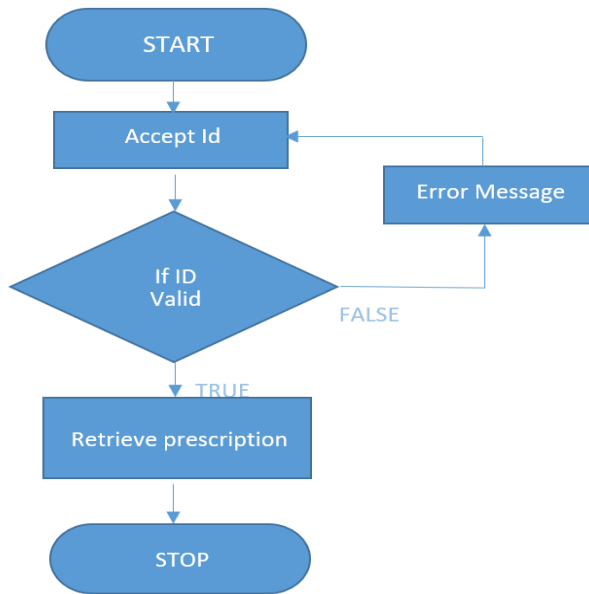 START
Accept Id
Error Message
If ID
Valid
FALSE
TRUE
Retrieve prescription
STOP